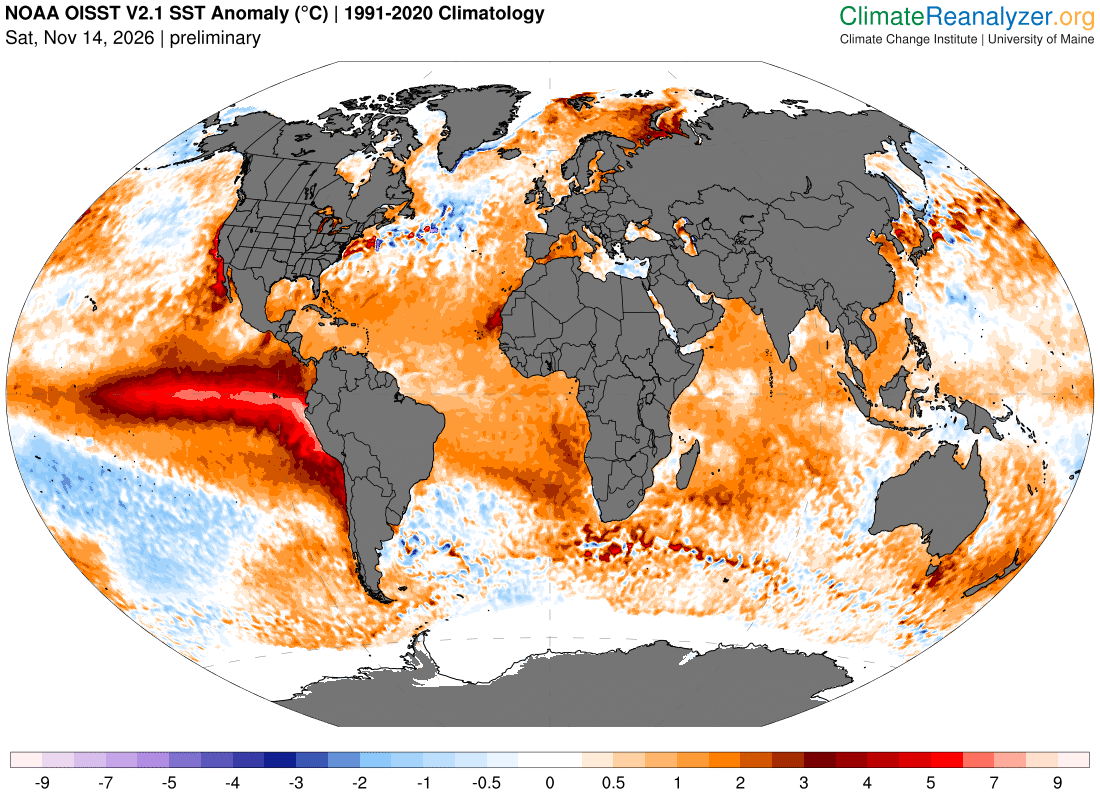 NOAA OISST V2.1 SST Anomaly (°C) | 1991-2020 Climatology
Sat, Nov 14, 2026 | preliminary
ClimateReanalyzer.org
Climate Change Institute | University of Maine
-9 -7 -5 -4 -3 -2 -1 -0.5 0 0.5 1 2 3 4 5 7 9